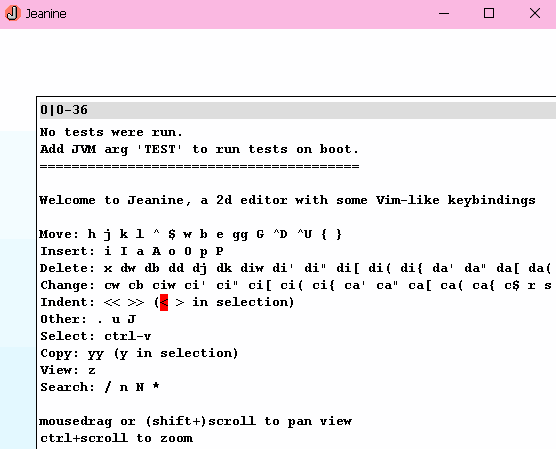 Jeanine
0|0-36
No tests were run.
Add JVM arg 'TEST' to run tests on boot.
========================================
Welcome to Jeanine, a 2d editor with some Vim-like keybindings
Move: h j k l ^ $ w b e gg G ^D ^U { }
Insert: i I a A o O p P
Delete: x dw db dd dj dk diw di' di" di[ di( di{ da' da" da[ da(
Change: cw cb ciw ci' ci" ci[ ci( ci{ ca' ca" ca[ ca( ca{ c$ r s
Indent: << >> (< > in selection)
Other: . u J
Select: ctrl-v
Copy: yy (y in selection)
View: z
Search: / n N *
mousedrag or (shift+)scroll to pan view
ctrl+scroll to zoom